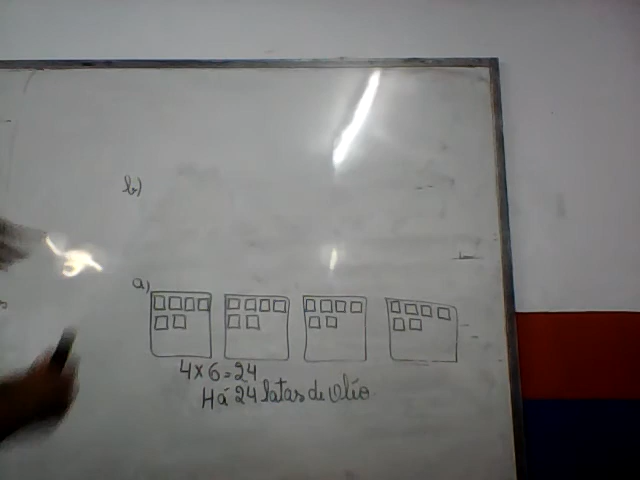 b)
a)
4 x 6 = 24
Há 24 latas de óleo